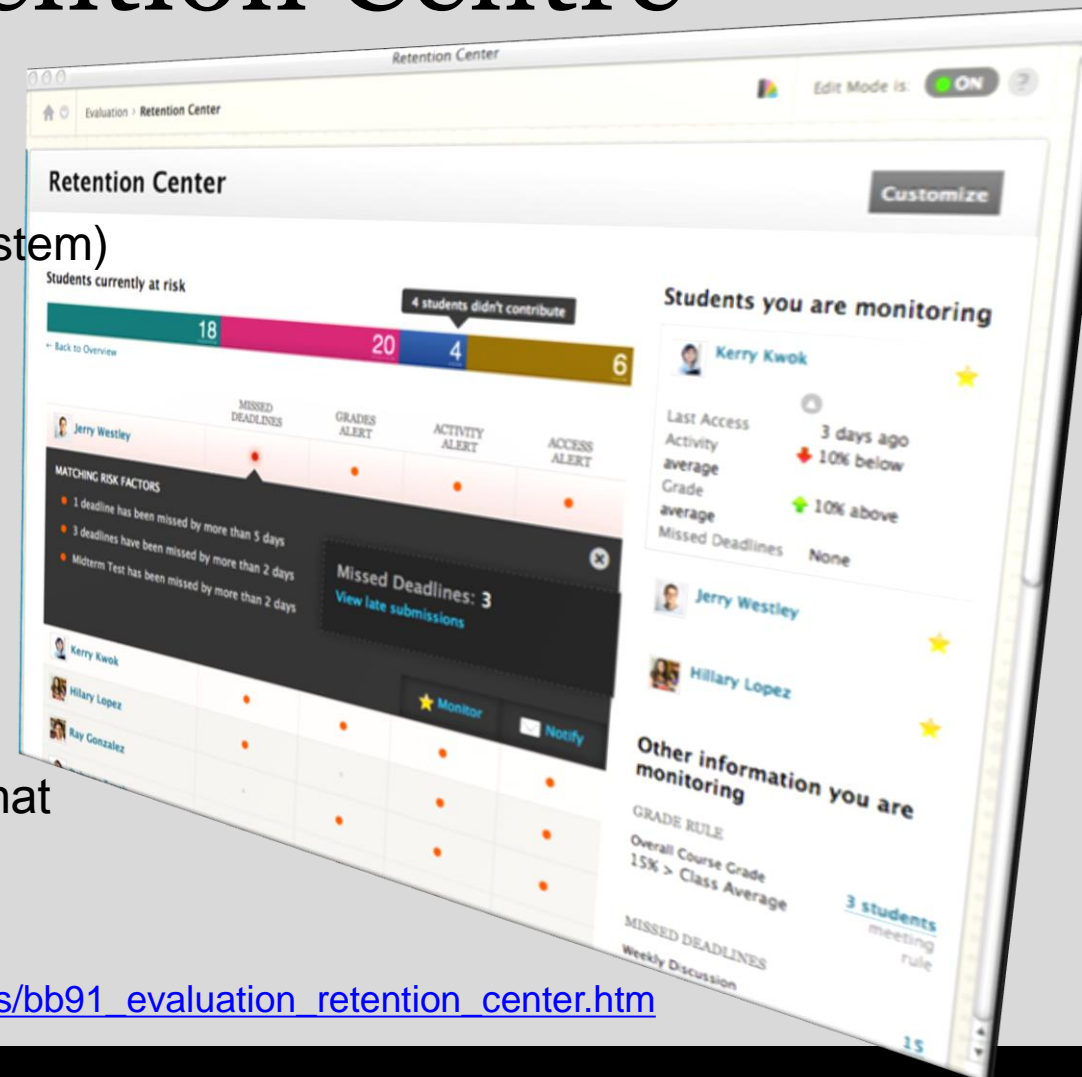 ention Centre
Retention Center
Edit Mode is:
ON
?
Evaluation > Retention Center
Retention Center
Customize
stem)
Students currently at risk
4 students didn't contribute
18
20
4
6
← Back to Overview
MISSED DEADLINES
GRADES ALERT
ACTIVITY ALERT
ACCESS ALERT
Jerry Westley
MATCHING RISK FACTORS
1 deadline has been missed by more than 5 days
3 deadlines have been missed by more than 2 days
Midterm Test has been missed by more than 2 days
Missed Deadlines: 3
View late submissions
Monitor
Notify
Kerry Kwok
Hilary Lopez
Ray Gonzalez
Students you are monitoring
Kerry Kwok
Last Access
3 days ago
Activity average
10% below
Grade average
10% above
Missed Deadlines
None
Jerry Westley
Hillary Lopez
Other information you are
monitoring
GRADE RULE
Overall Course Grade
15% > Class Average
3 students
meeting
rule
MISSED DEADLINES
Weekly Discussion
15
hat
s/bb91_evaluation_retention_center.htm